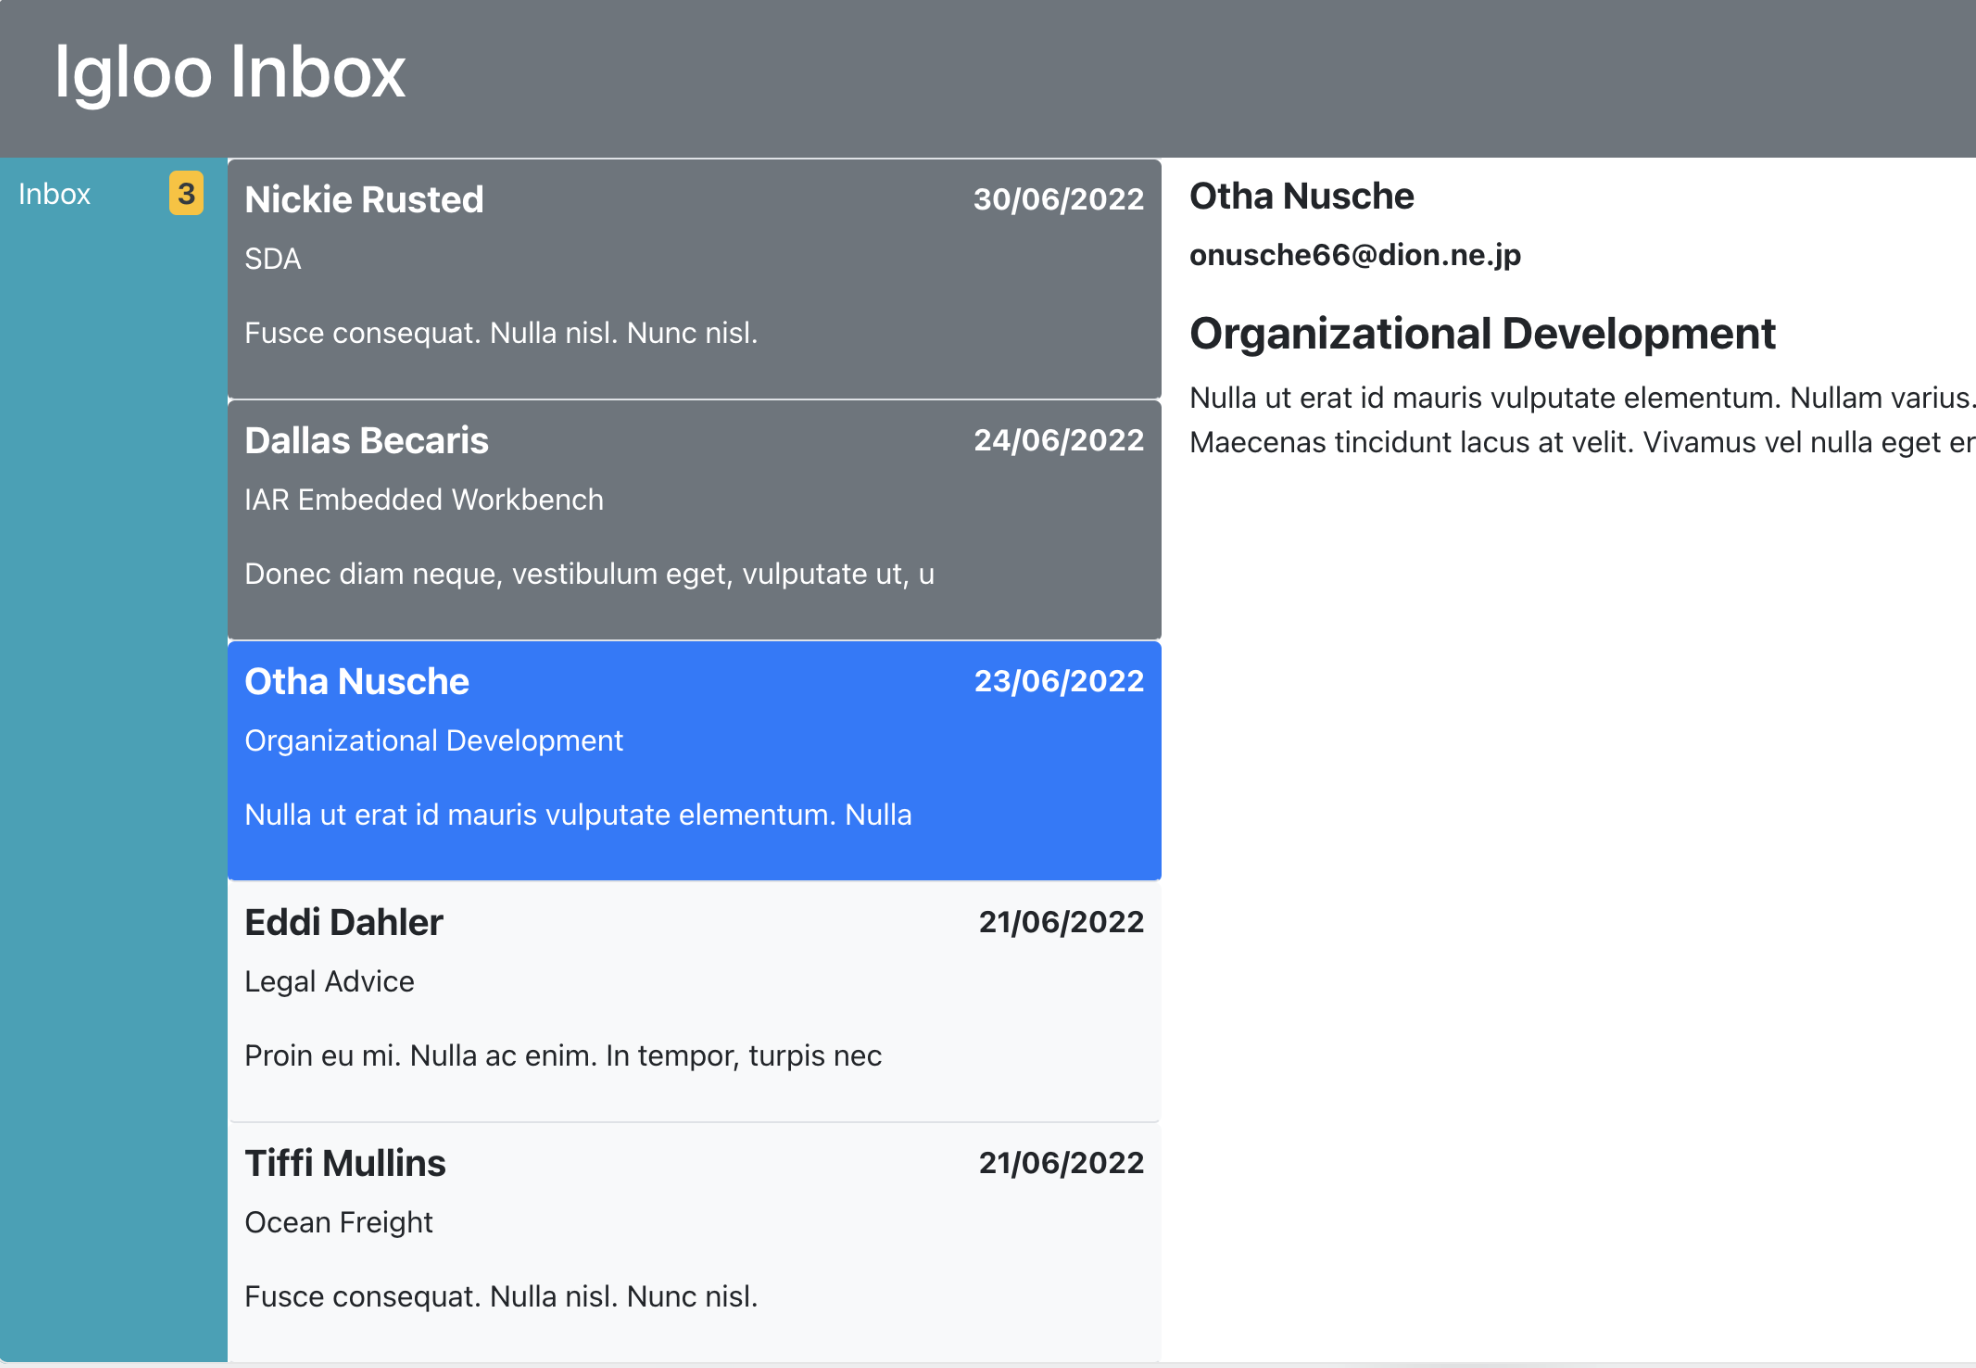 Igloo Inbox
Inbox 3
Nickie Rusted 30/06/2022
SDA
Fusce consequat. Nulla nisl. Nunc nisl.
Dallas Becaris 24/06/2022
IAR Embedded Workbench
Donec diam neque, vestibulum eget, vulputate ut, u
Otha Nusche 23/06/2022
Organizational Development
Nulla ut erat id mauris vulputate elementum. Nulla
Eddi Dahler 21/06/2022
Legal Advice
Proin eu mi. Nulla ac enim. In tempor, turpis nec
Tiffi Mullins 21/06/2022
Ocean Freight
Fusce consequat. Nulla nisl. Nunc nisl.
Otha Nusche
onusche66@dion.ne.jp
Organizational Development
Nulla ut erat id mauris vulputate elementum. Nullam varius.
Maecenas tincidunt lacus at velit. Vivamus vel nulla eget er